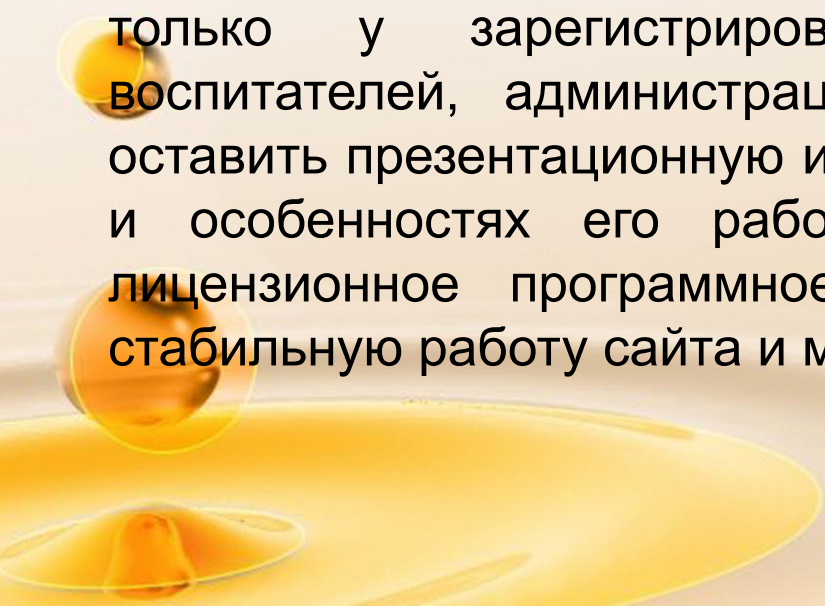 только у зарегистриров
воспитателей, администрац
оставить презентационную и
и особенностях его рабо
лицензионное программное
стабильную работу сайта и м